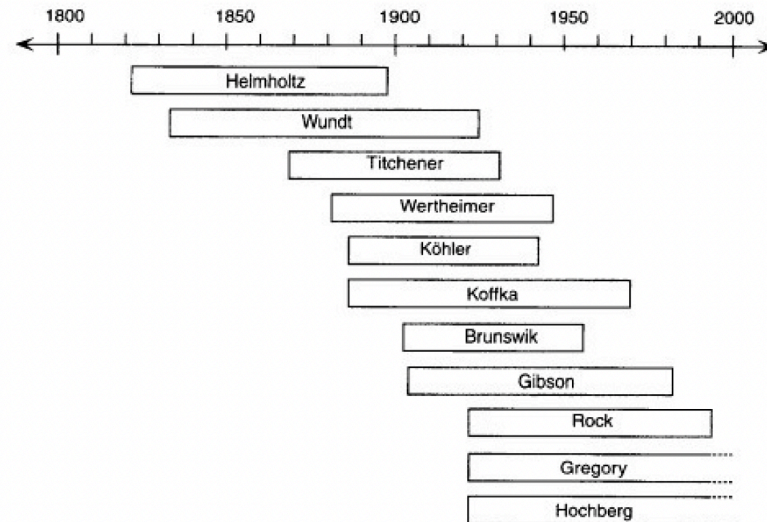 1800 1850 1900 1950 2000
Helmholtz
Wundt
Titchener
Wertheimer
Köhler
Koffka
Brunswik
Gibson
Rock
Gregory
Hochberg